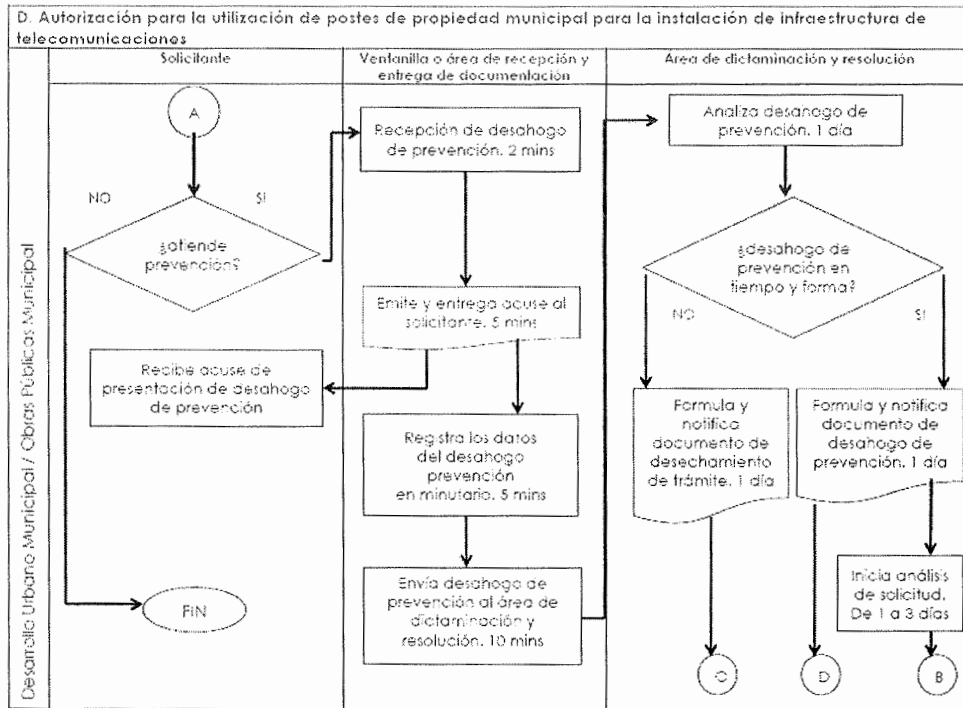 D. Autorización para la utilización de postes de propiedad municipal para la instalación de infraestructura de
telecomunicaciones
Desarrollo Urbano Municipal / Obras Públicas Municipal
Solicitante
A
NO
SI
¿atiende
prevención?
Recibe acuse de
presentación de desahogo
de prevención
FIN
Ventanilla o área de recepción y
entrega de documentación
Recepción de desahogo
de prevención. 2 mins
Emite y entrega acuse al
solicitante. 5 mins
Registra los datos
del desahogo
prevención
en minutario. 5 mins
Envía desahogo de
prevención al área de
dictaminación y
resolución. 10 mins
Área de dictaminación y resolución
Analiza desahogo de
prevención. 1 día
¿desahogo de
prevención en
tiempo y forma?
NO
SI
Formula y
notifica
documento de
desechamiento
de trámite. 1 día
Formula y notifica
documento de
desahogo de
prevención. 1 día
Inicia análisis
de solicitud.
De 1 a 3 días
C
D
B